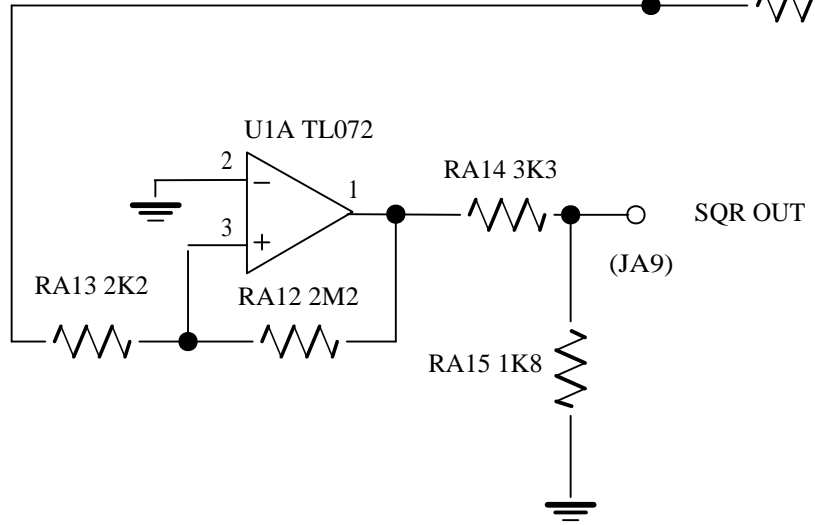 U1A TL072
2
−
1
3
+
RA14 3K3
SQR OUT
(JA9)
RA13 2K2
RA12 2M2
RA15 1K8